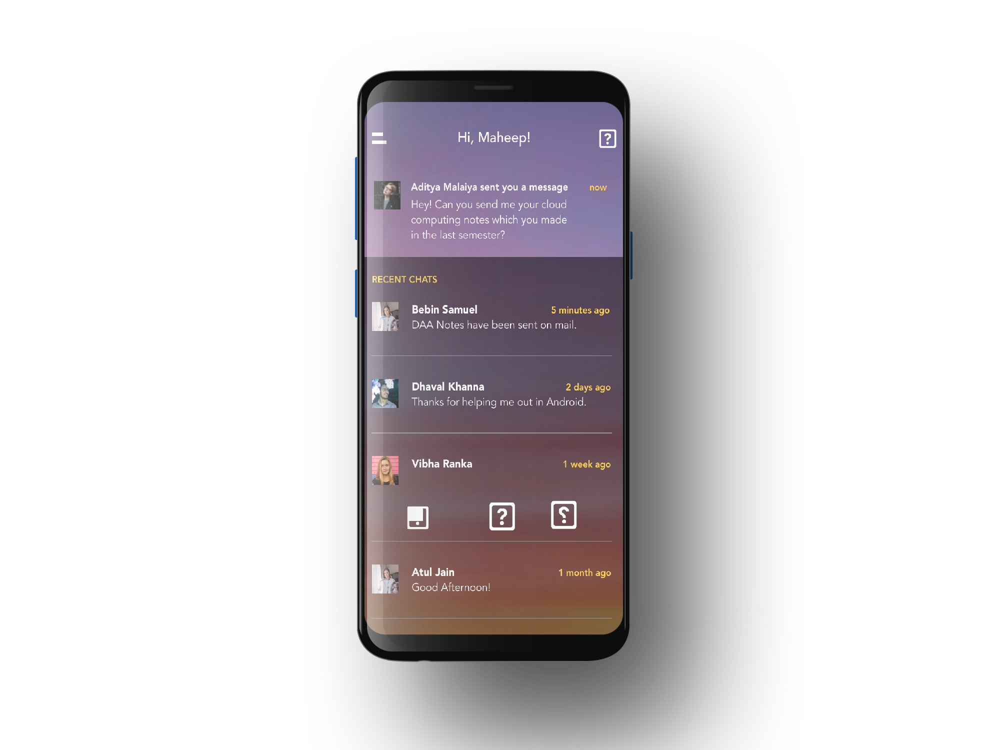 Hi, Maheep!
?
Aditya Malaiya sent you a message
now
Hey! Can you send me your cloud
computing notes which you made
in the last semester?
RECENT CHATS
Bebin Samuel
5 minutes ago
DAA Notes have been sent on mail.
Dhaval Khanna
2 days ago
Thanks for helping me out in Android.
Vibha Ranka
1 week ago
? ?
Atul Jain
1 month ago
Good Afternoon!